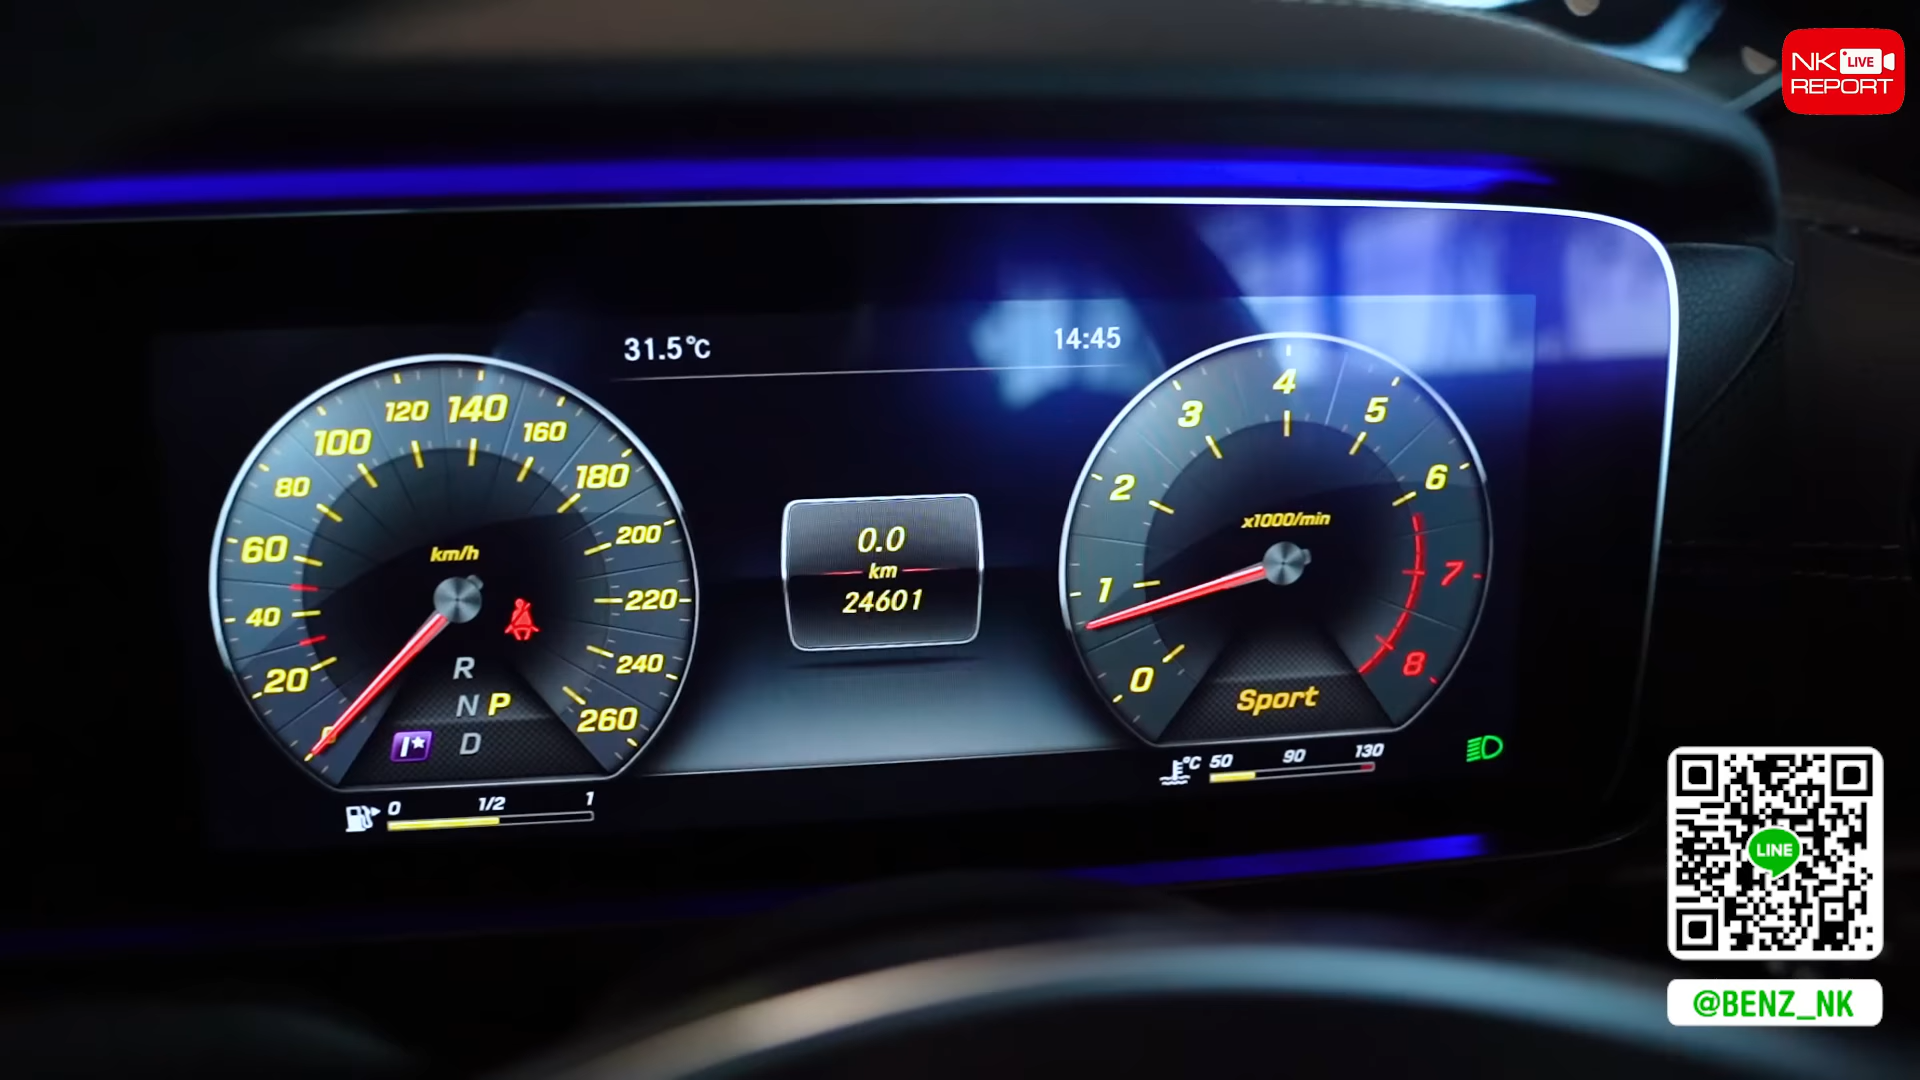 NK LIVE
REPORT
31.5°C
14:45
20
40
60
80
100
120
140
160
180
200
220
240
260
km/h
R
N P
D
0 1/2 1
0.0
km
24601
0
1
2
3
4
5
6
7
8
x1000/min
Sport
°C 50 90 130
LINE
@BENZ_NK